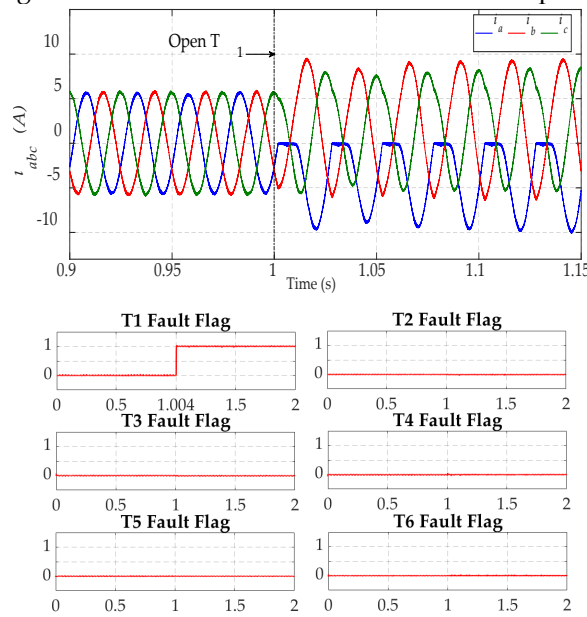 i a i b i c
10
Open T 1
5
0
-5
-10
i abc (A)
0.9 0.95 1 1.05 1.1 1.15
Time (s)
T1 Fault Flag T2 Fault Flag
1 1
0 0
0 0.5 1.004 1.5 2 0 0.5 1 1.5 2
T3 Fault Flag T4 Fault Flag
1 1
0 0
0 0.5 1 1.5 2 0 0.5 1 1.5 2
T5 Fault Flag T6 Fault Flag
1 1
0 0
0 0.5 1 1.5 2 0 0.5 1 1.5 2